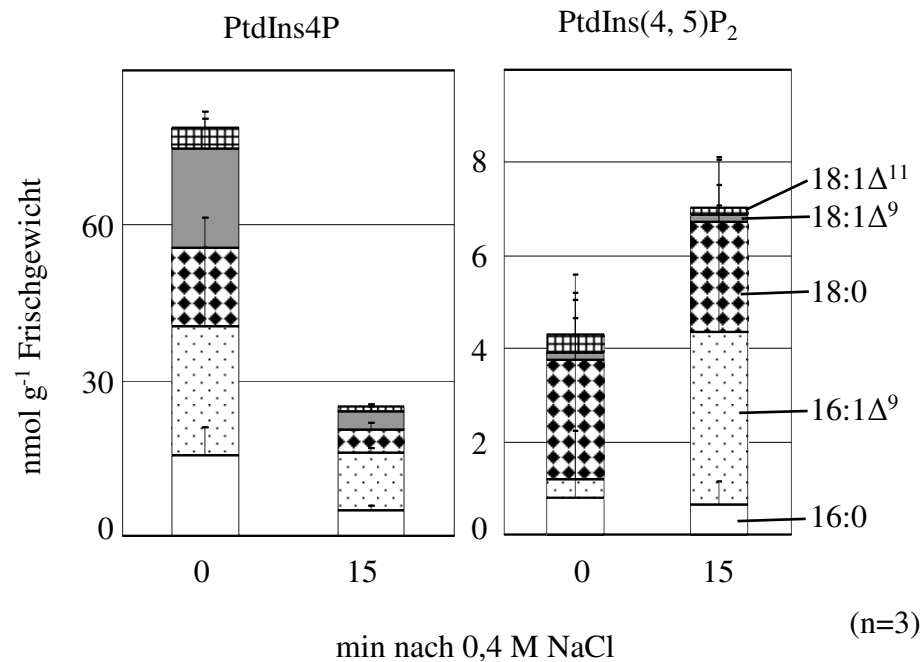 PtdIns4P
PtdIns(4, 5)P₂
nmol g⁻¹ Frischgewicht
60
30
0
0
15
8
6
4
2
0
0
15
18:1Δ¹¹
18:1Δ⁹
18:0
16:1Δ⁹
16:0
min nach 0,4 M NaCl
(n=3)